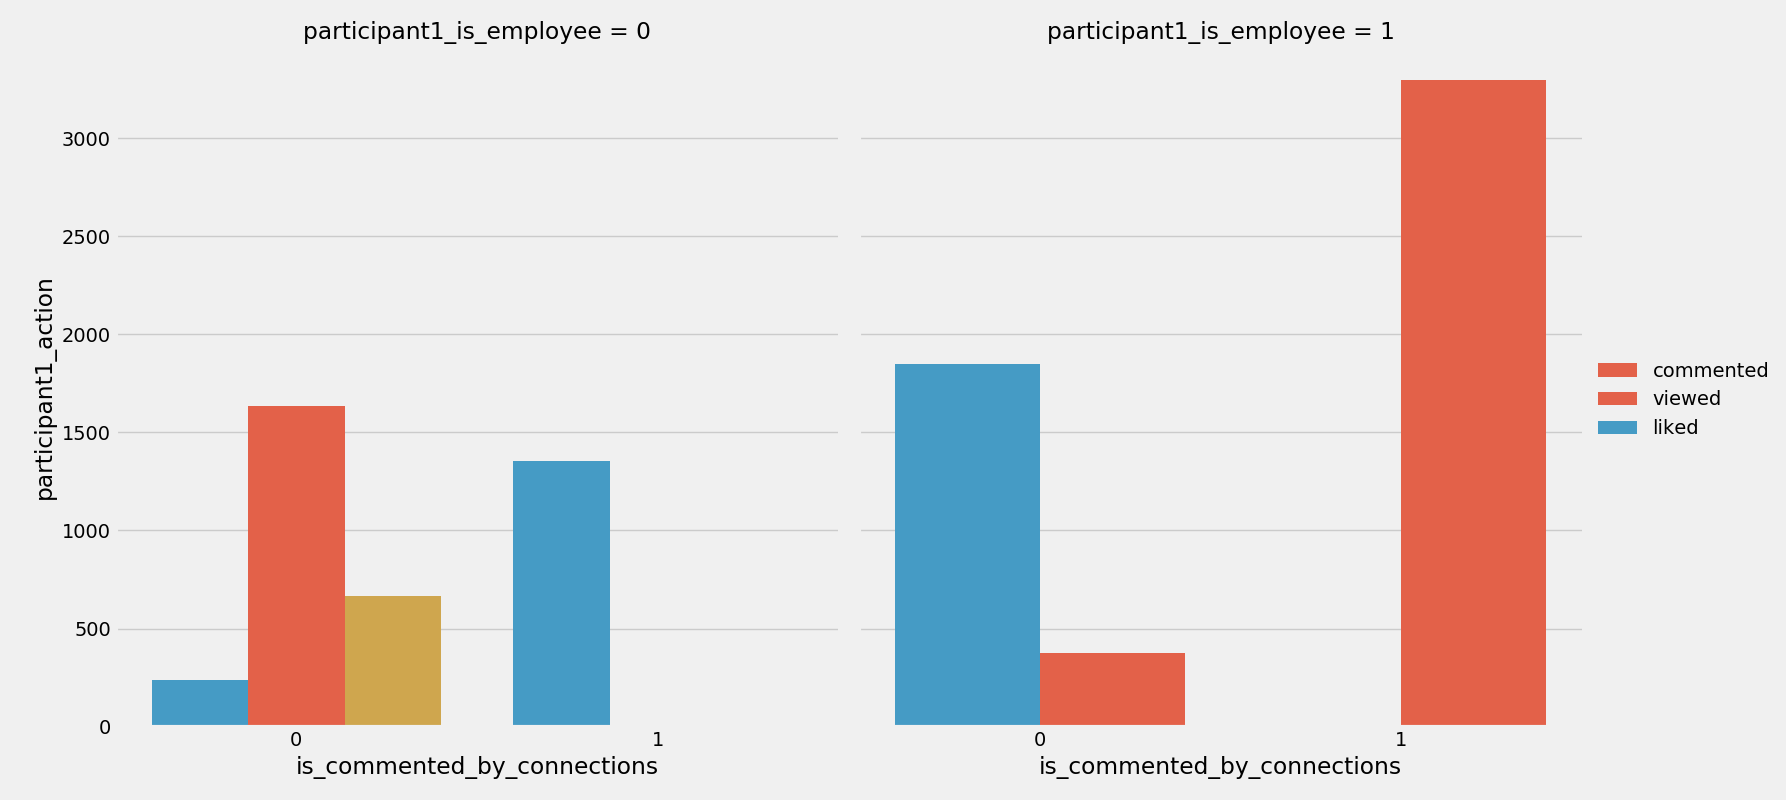 participant1_is_employee = 0
participant1_is_employee = 1
participant1_action
3000
2500
2000
1500
1000
500
0
0
1
0
1
is_commented_by_connections
is_commented_by_connections
commented
viewed
liked